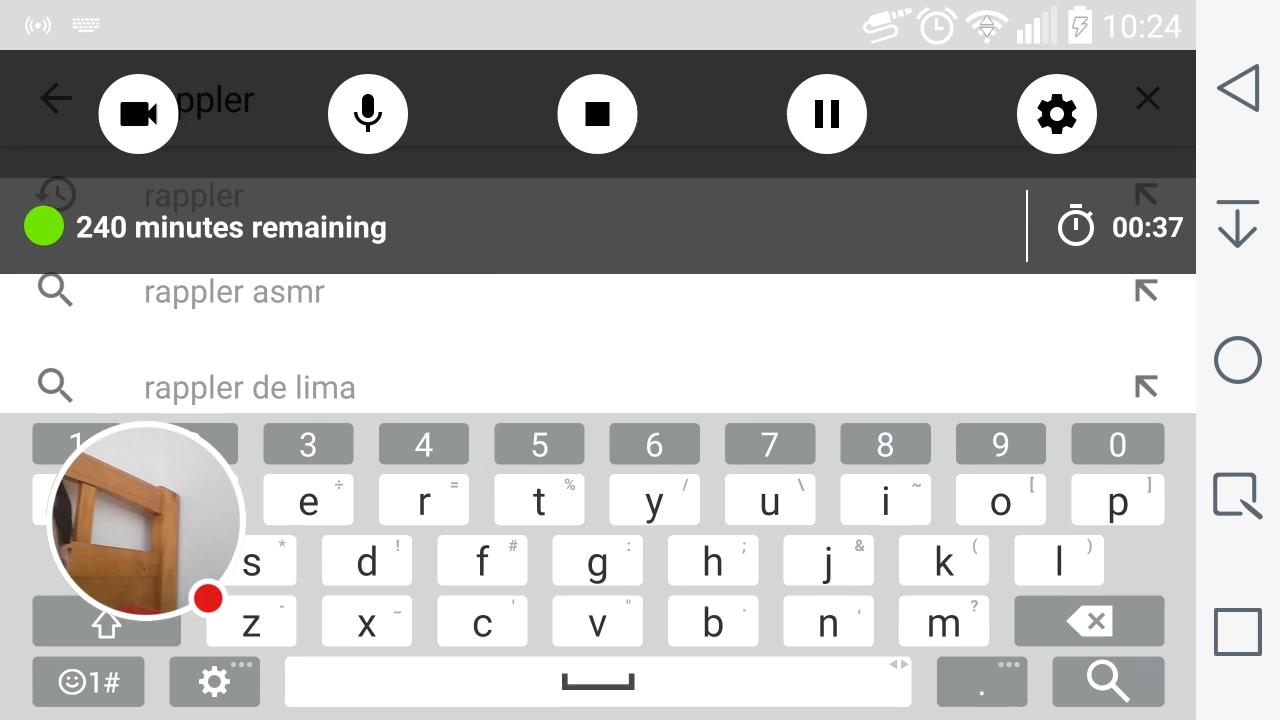 10:24
ppler
rappler
240 minutes remaining
00:37
rappler asmr
rappler de lima
1 3 4 5 6 7 8 9 0
e ÷ r = t % y / u \ i ~ o [ p ]
s * d ! f # g : h ; j & k ( l )
z - x _ c ' v " b . n , m ?
1# .